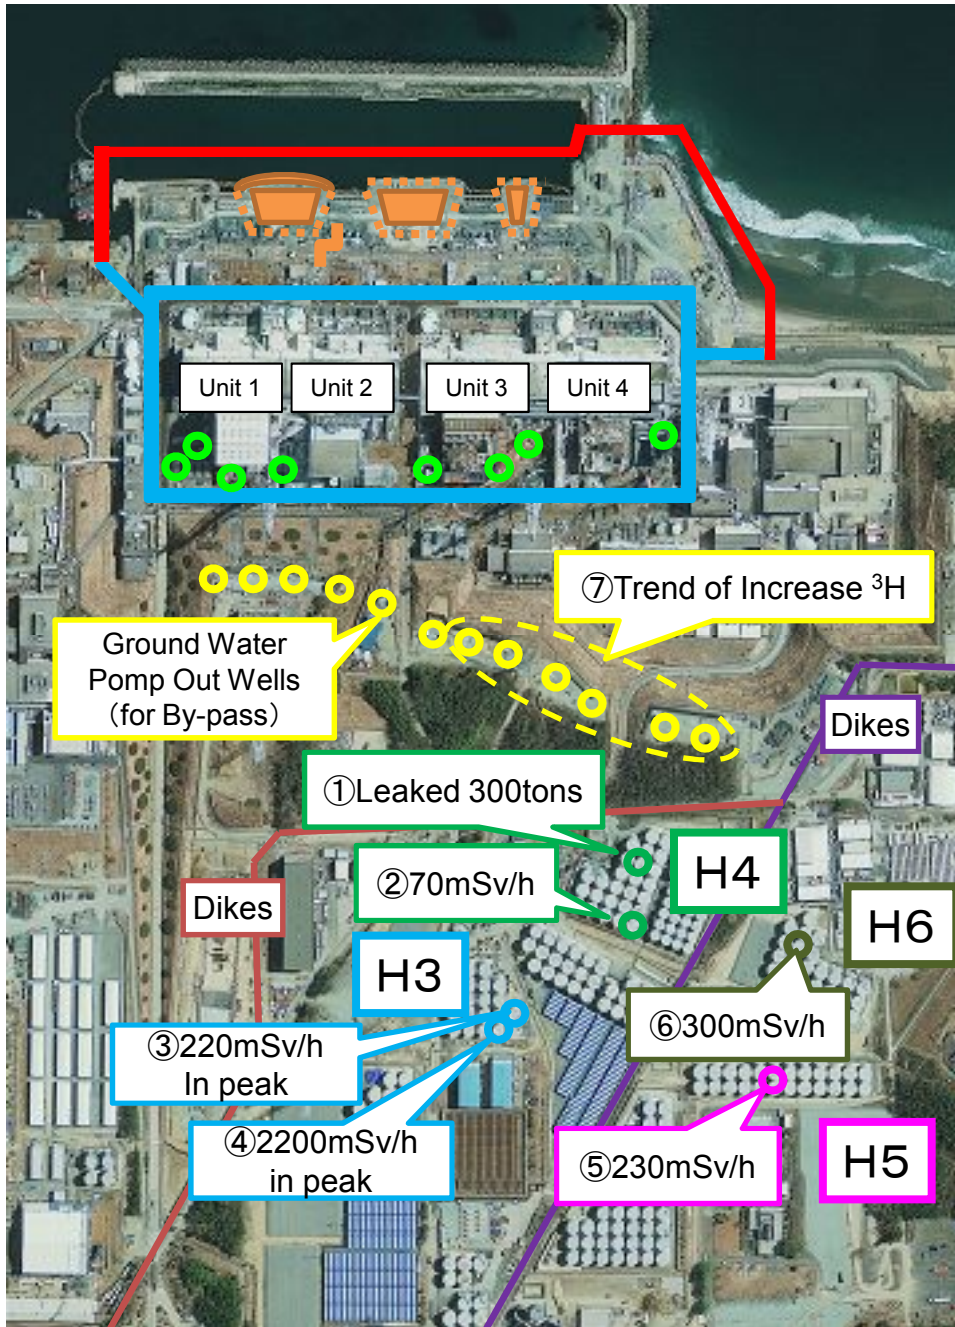 Unit 1
Unit 2
Unit 3
Unit 4
⑦Trend of Increase ³H
Ground Water
Pomp Out Wells
（for By-pass）
Dikes
①Leaked 300tons
②70mSv/h
H4
Dikes
H6
H3
⑥300mSv/h
③220mSv/h
In peak
④2200mSv/h
in peak
⑤230mSv/h
H5